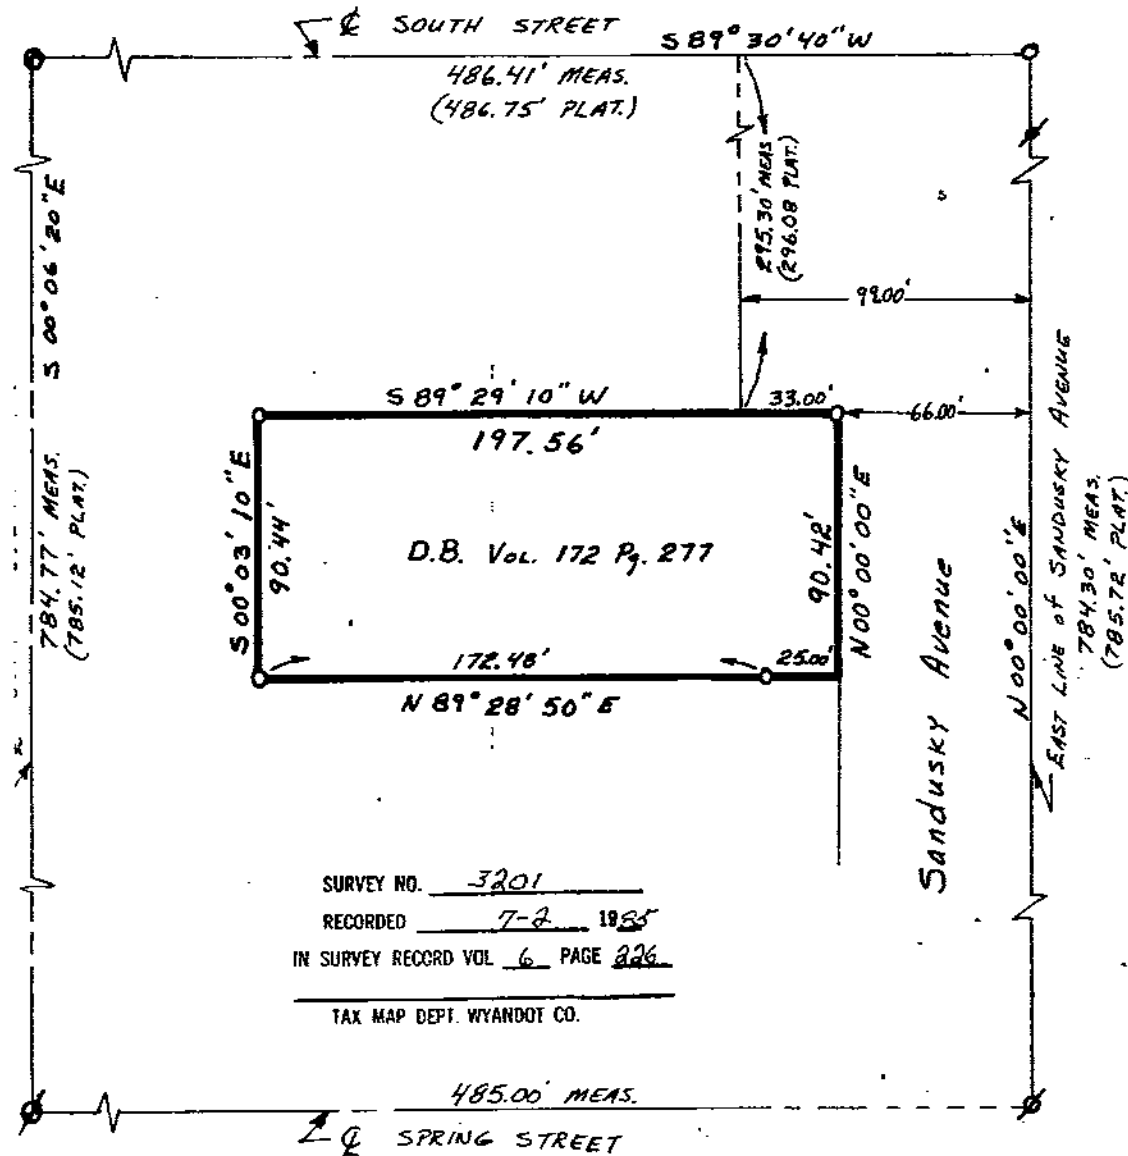 ℄ SOUTH STREET
S 89° 30' 40" W
486.41' MEAS.
(486.75' PLAT.)
295.30' MEAS
(296.08 PLAT.)
S 00° 06' 20" E
99.00'
S 89° 29' 10" W
33.00'
66.00'
197.56'
S 00° 03' 10" E
90.44'
D.B. VOL. 172 Pg. 277
90.42'
N 00° 00' 00" E
784.77' MEAS.
(785.12' PLAT.)
172.48'
25.00'
N 89° 28' 50" E
Sandusky Avenue
N 00° 00' 00" E
EAST LINE of SANDUSKY AVENUE
784.30' MEAS.
(785.72' PLAT.)
SURVEY NO. 3201
RECORDED 7-2 1985
IN SURVEY RECORD VOL 6 PAGE 226
TAX MAP DEPT. WYANDOT CO.
485.00' MEAS.
℄ SPRING STREET